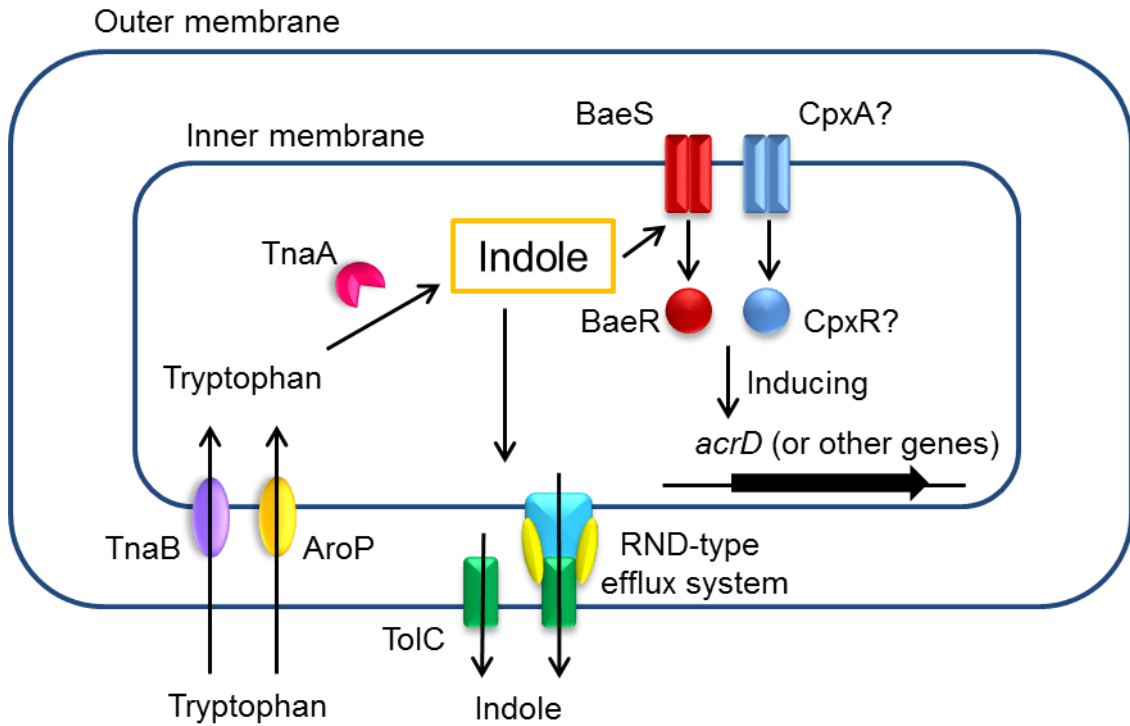 Outer membrane
Inner membrane
BaeS
CpxA?
TnaA
Indole
BaeR
CpxR?
Tryptophan
Inducing
acrD (or other genes)
TnaB
AroP
RND-type
efflux system
TolC
Tryptophan
Indole